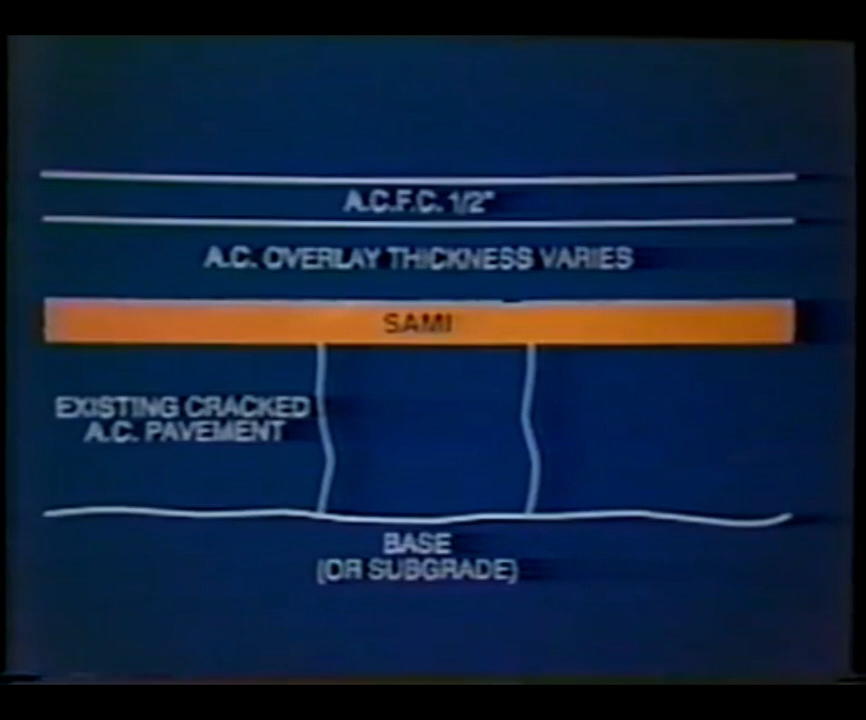 A.C.F.C. 1/2"
A.C. OVERLAY THICKNESS VARIES
SAMI
EXISTING CRACKED
A.C. PAVEMENT
BASE
(OR SUBGRADE)